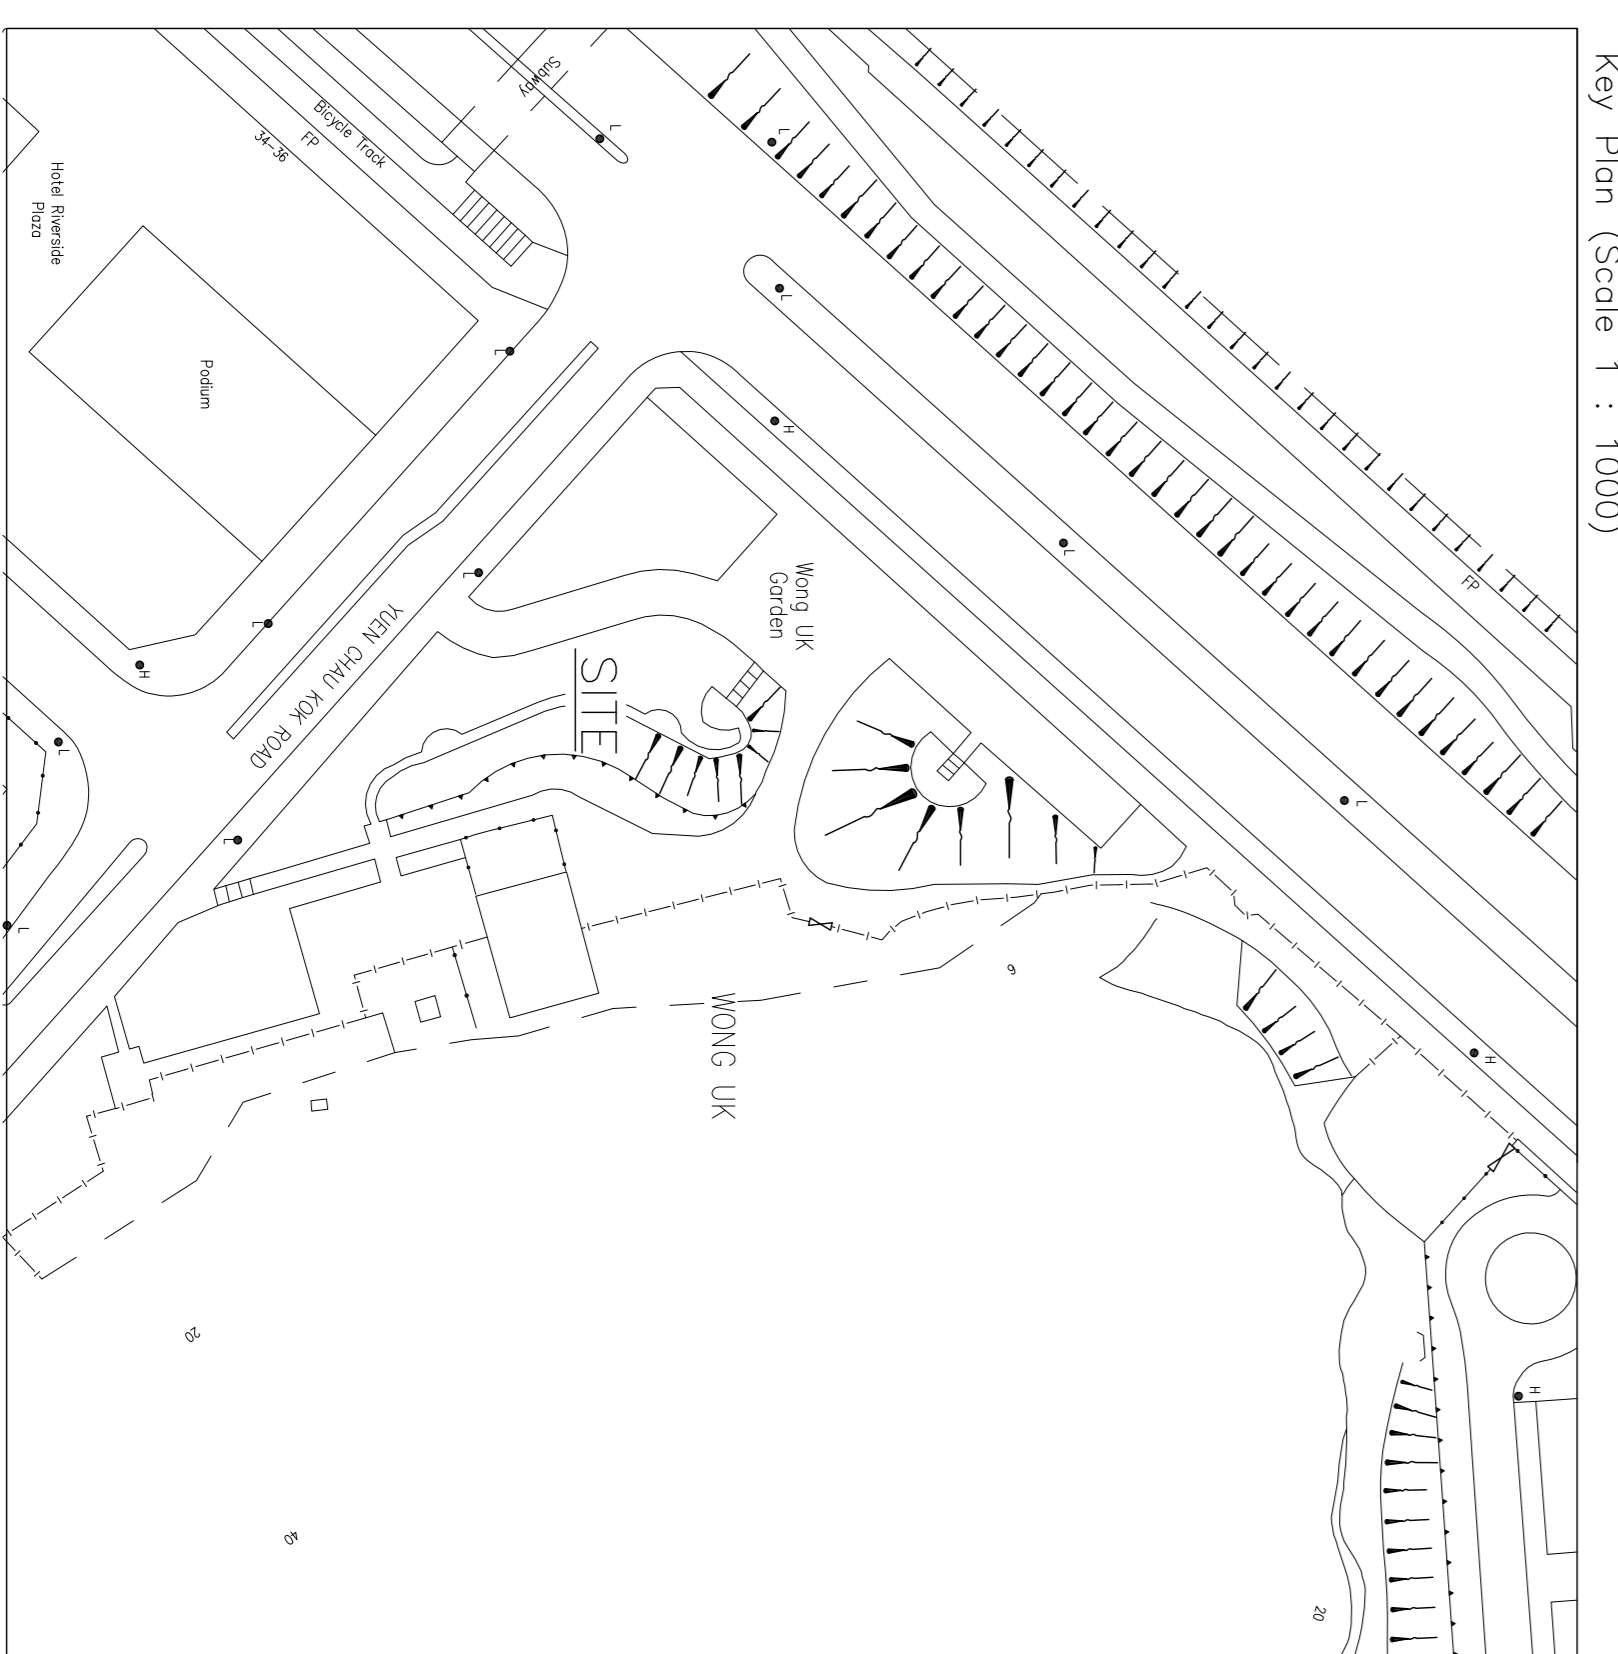 Key Plan (Scale 1 : 1000)
Subway
L
L
Bicycle Track
FP
34-36
Hotel Riverside
Plaza
L
L
Podium
H
L
L
FP
Wong UK
Garden
L
YUEN CHAU KOK ROAD
L
H
SITE
L
L
L
L
6
WONG UK
H
20
H
40
20